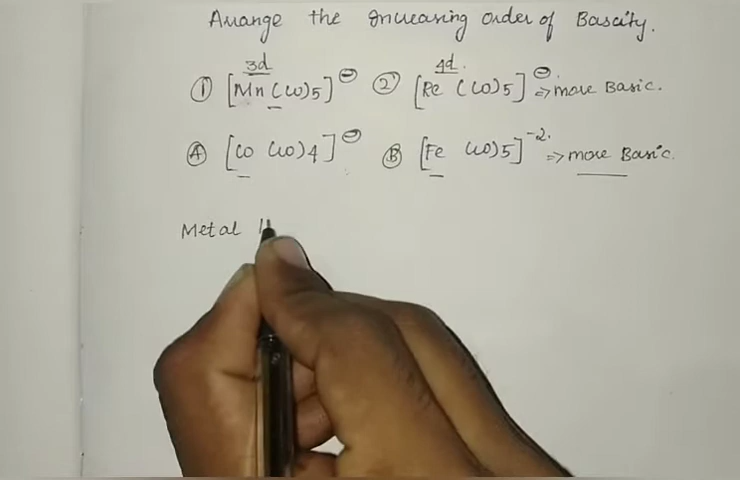 Arrange the Increasing Order of Bascity.
3d 4d.
① [Mn (CO)5]⊖ ② [Re (CO)5]⊖. => more Basic.
Ⓐ [Co (CO)4]⊖ Ⓑ [Fe (CO)5]-2. => more Basic.
Metal